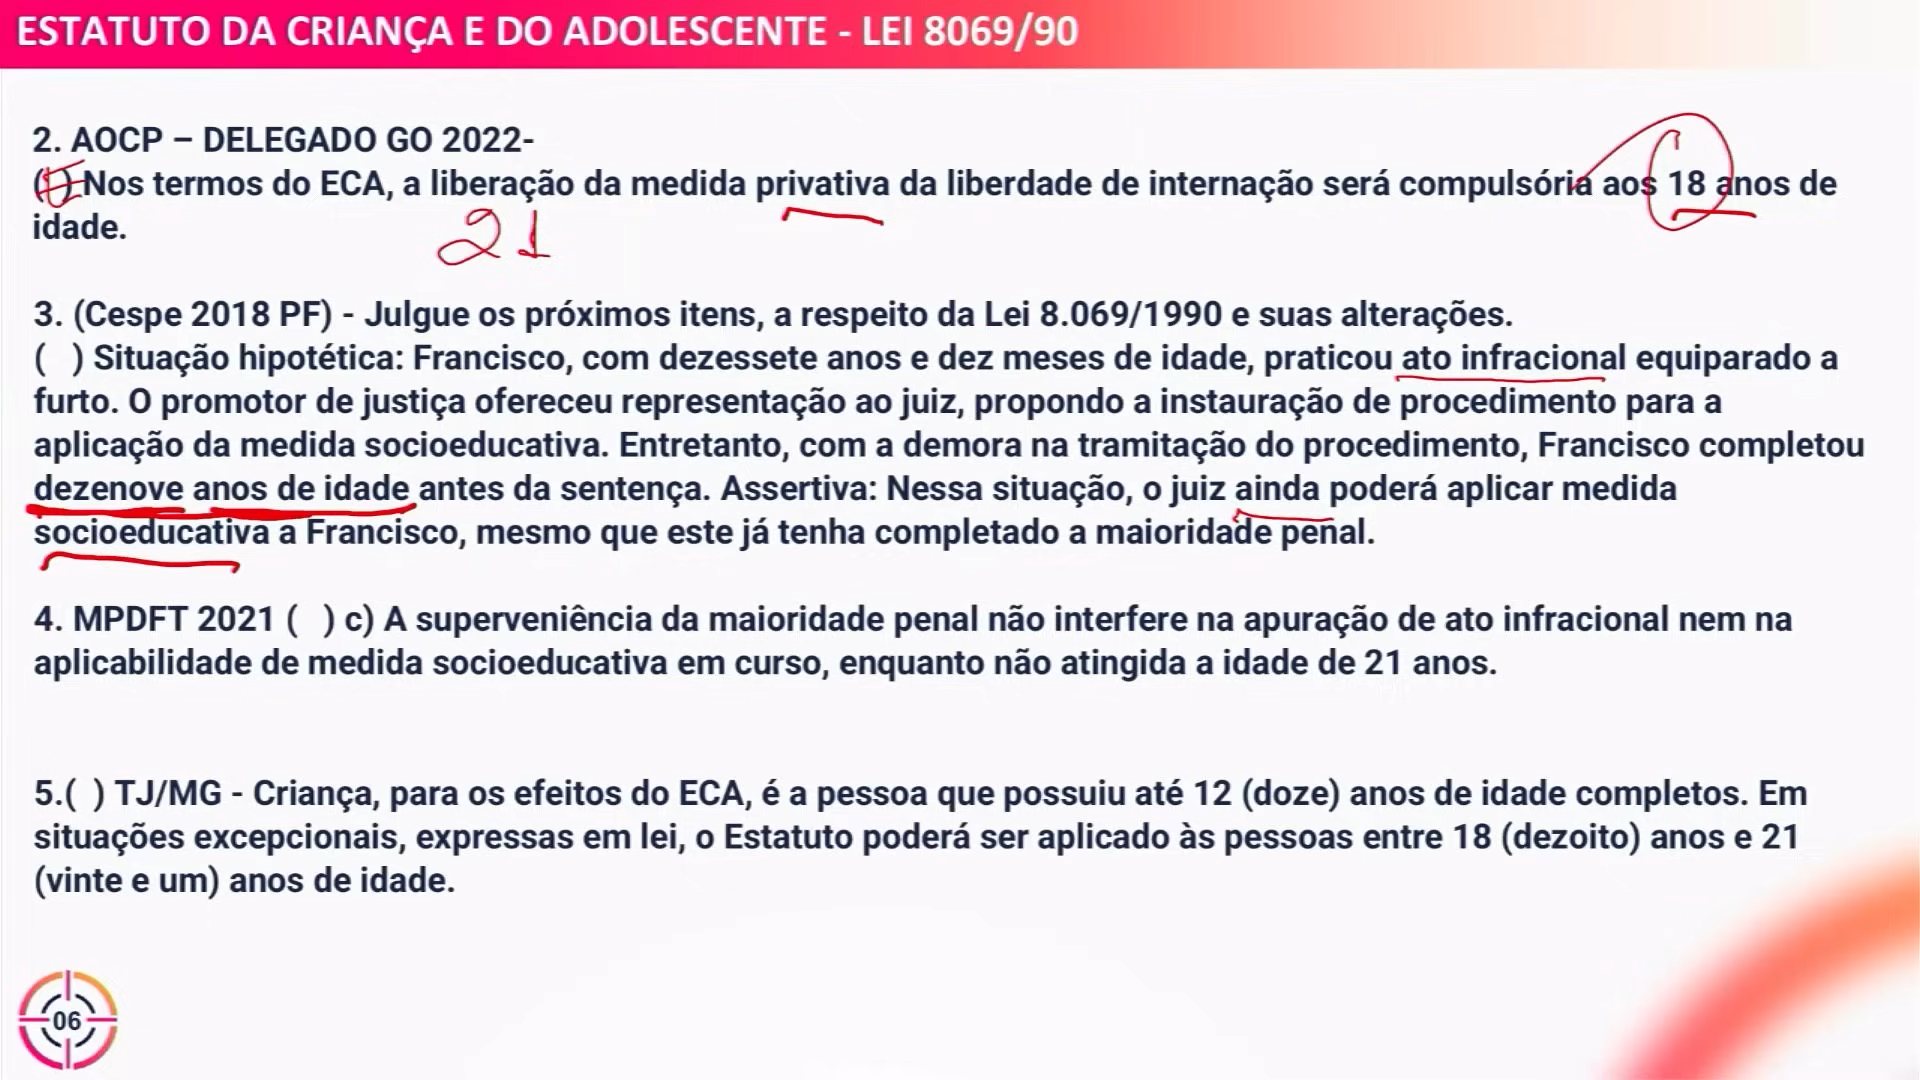 ESTATUTO DA CRIANÇA E DO ADOLESCENTE - LEI 8069/90
2. AOCP – DELEGADO GO 2022-
(E) Nos termos do ECA, a liberação da medida privativa da liberdade de internação será compulsória aos 18 anos de
idade.
21
3. (Cespe 2018 PF) - Julgue os próximos itens, a respeito da Lei 8.069/1990 e suas alterações.
( ) Situação hipotética: Francisco, com dezessete anos e dez meses de idade, praticou ato infracional equiparado a
furto. O promotor de justiça ofereceu representação ao juiz, propondo a instauração de procedimento para a
aplicação da medida socioeducativa. Entretanto, com a demora na tramitação do procedimento, Francisco completou
dezenove anos de idade antes da sentença. Assertiva: Nessa situação, o juiz ainda poderá aplicar medida
socioeducativa a Francisco, mesmo que este já tenha completado a maioridade penal.
4. MPDFT 2021 ( ) c) A superveniência da maioridade penal não interfere na apuração de ato infracional nem na
aplicabilidade de medida socioeducativa em curso, enquanto não atingida a idade de 21 anos.
5.( ) TJ/MG - Criança, para os efeitos do ECA, é a pessoa que possuiu até 12 (doze) anos de idade completos. Em
situações excepcionais, expressas em lei, o Estatuto poderá ser aplicado às pessoas entre 18 (dezoito) anos e 21
(vinte e um) anos de idade.
06